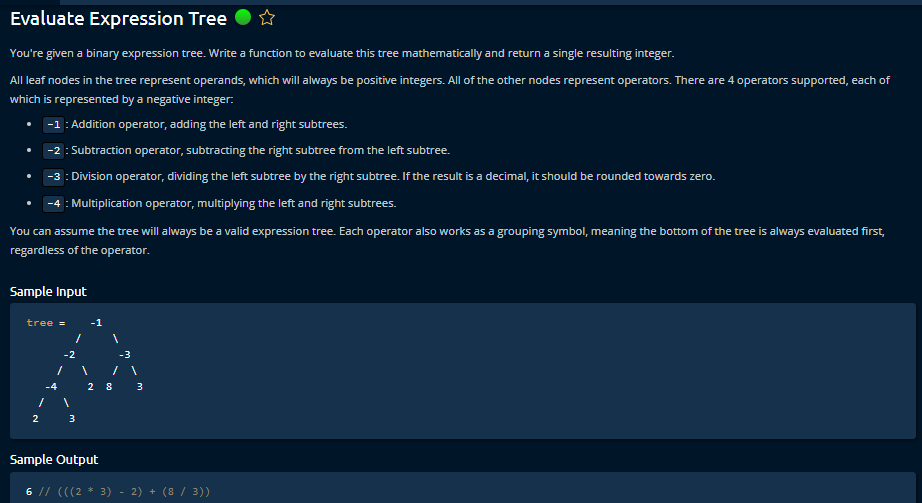 Evaluate Expression Tree
You're given a binary expression tree. Write a function to evaluate this tree mathematically and return a single resulting integer.
All leaf nodes in the tree represent operands, which will always be positive integers. All of the other nodes represent operators. There are 4 operators supported, each of
which is represented by a negative integer:
• -1 : Addition operator, adding the left and right subtrees.
• -2 : Subtraction operator, subtracting the right subtree from the left subtree.
• -3 : Division operator, dividing the left subtree by the right subtree. If the result is a decimal, it should be rounded towards zero.
• -4 : Multiplication operator, multiplying the left and right subtrees.
You can assume the tree will always be a valid expression tree. Each operator also works as a grouping symbol, meaning the bottom of the tree is always evaluated first,
regardless of the operator.
Sample Input
tree =    -1
       /     \
     -2      -3
    /   \   /  \
  -4     2 8    3
 /   \
2     3
Sample Output
6 // (((2 * 3) - 2) + (8 / 3))